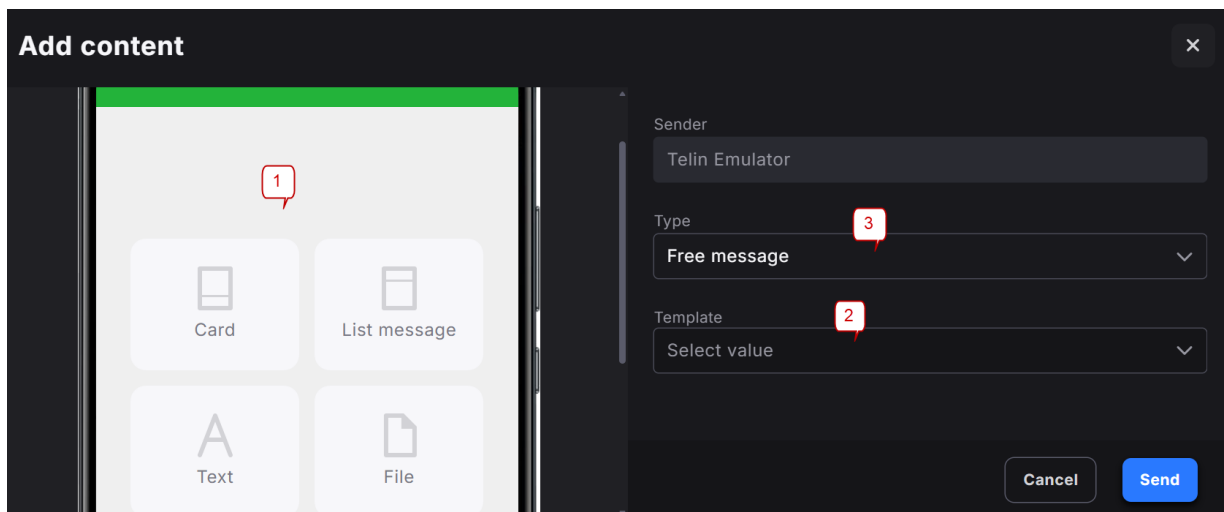 Add content
1
Card
List message
Text
File
Sender
Telin Emulator
Type
3
Free message
Template
2
Select value
Cancel
Send